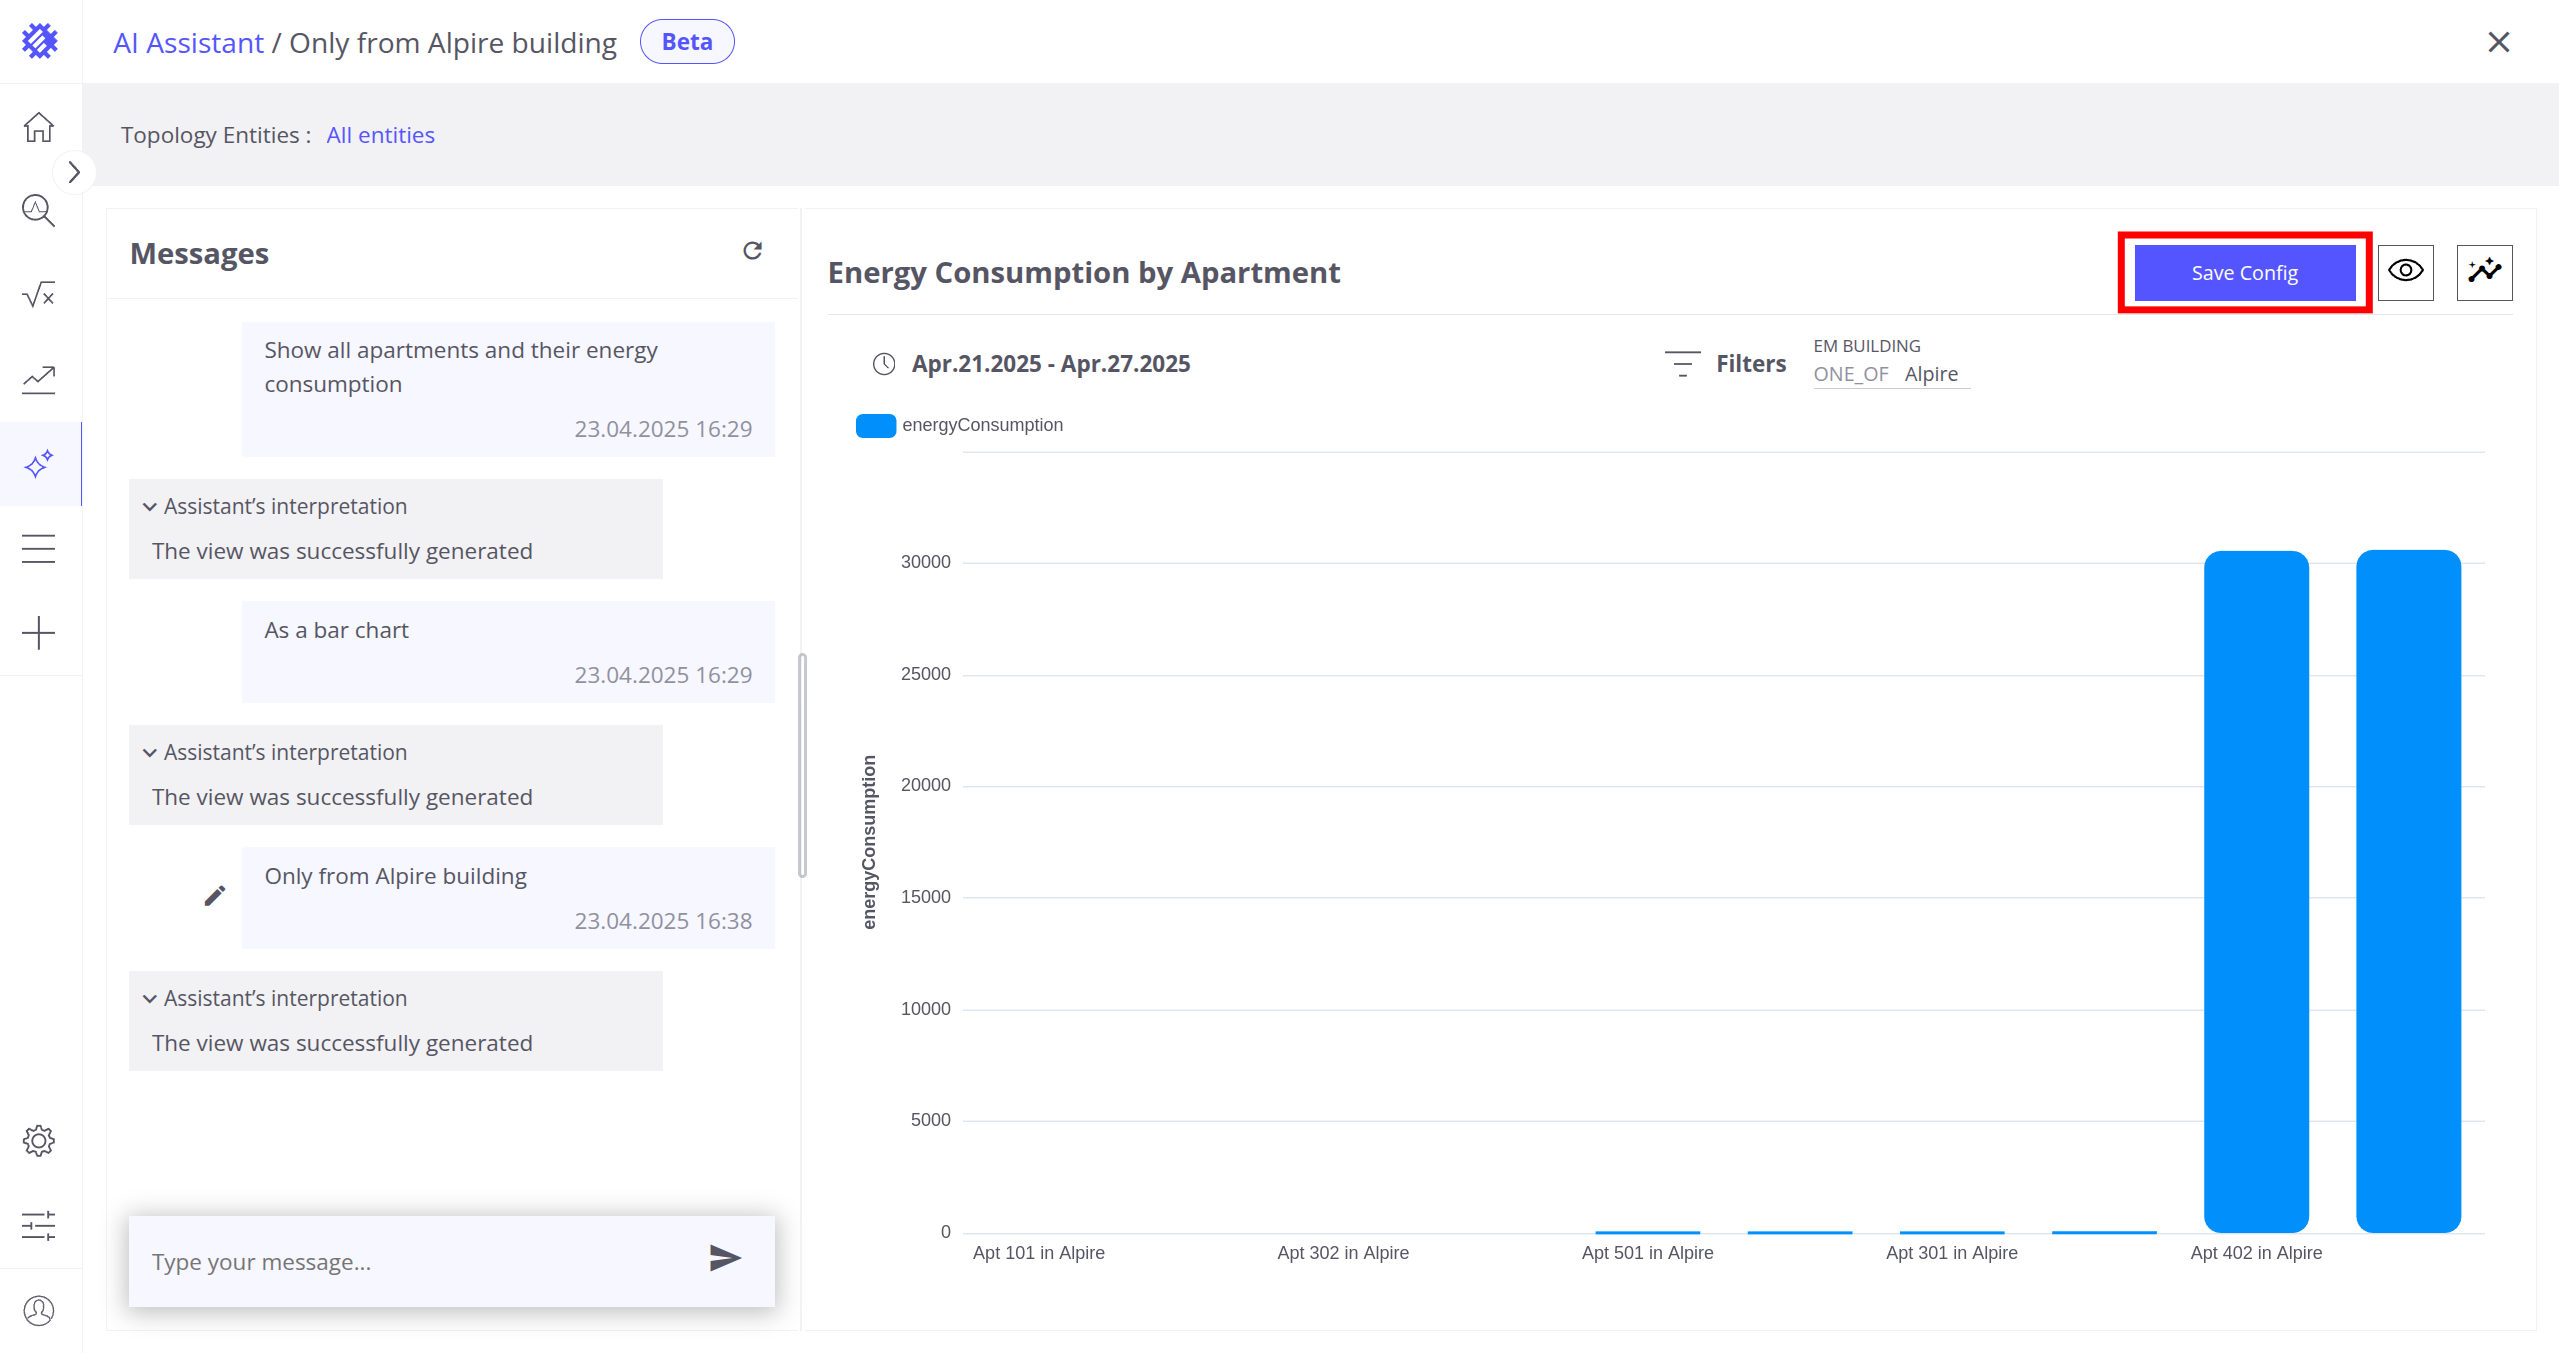 AI Assistant / Only from Alpire building
Beta
Topology Entities : All entities
Messages
Show all apartments and their energy
consumption
23.04.2025 16:29
Assistant's interpretation
The view was successfully generated
As a bar chart
23.04.2025 16:29
Assistant's interpretation
The view was successfully generated
Only from Alpire building
23.04.2025 16:38
Assistant's interpretation
The view was successfully generated
Type your message...
Energy Consumption by Apartment
Save Config
Apr.21.2025 - Apr.27.2025
Filters
EM BUILDING
ONE_OF Alpire
energyConsumption
energyConsumption
30000
25000
20000
15000
10000
5000
0
Apt 101 in Alpire
Apt 302 in Alpire
Apt 501 in Alpire
Apt 301 in Alpire
Apt 402 in Alpire